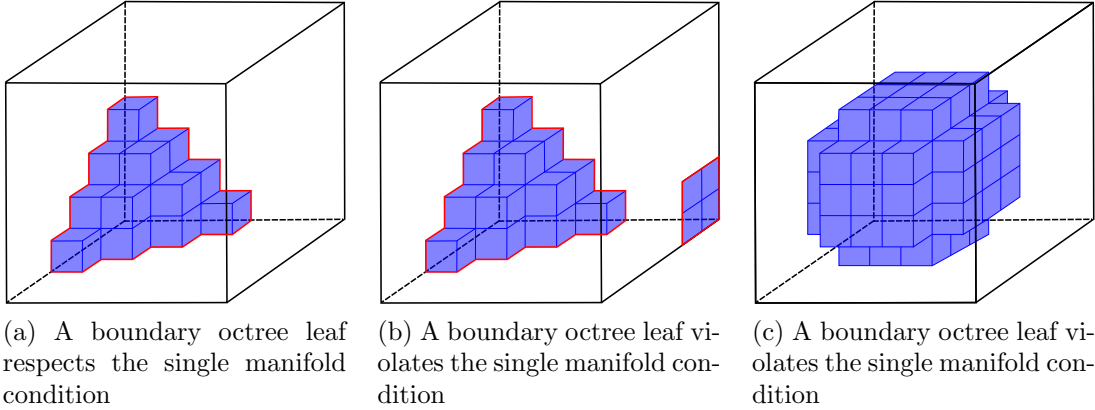 (a) A boundary octree leaf
respects the single manifold
condition
(b) A boundary octree leaf vi-
olates the single manifold con-
dition
(c) A boundary octree leaf vi-
olates the single manifold con-
dition